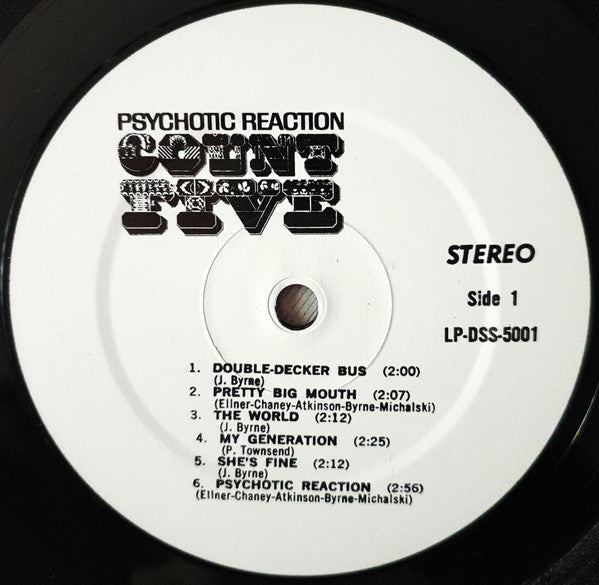 PSYCHOTIC REACTION
COUNT
FIVE
STEREO
Side 1
LP-DSS-5001
1. DOUBLE-DECKER BUS (2:00)
(J. Byrne)
2. PRETTY BIG MOUTH (2:07)
(Ellner-Chaney-Atkinson-Byrne-Michalski)
3. THE WORLD (2:12)
(J. Byrne)
4. MY GENERATION (2:25)
(P. Townsend)
5. SHE'S FINE (2:12)
(J. Byrne)
6. PSYCHOTIC REACTION (2:56)
(Ellner-Chaney-Atkinson-Byrne-Michalski)